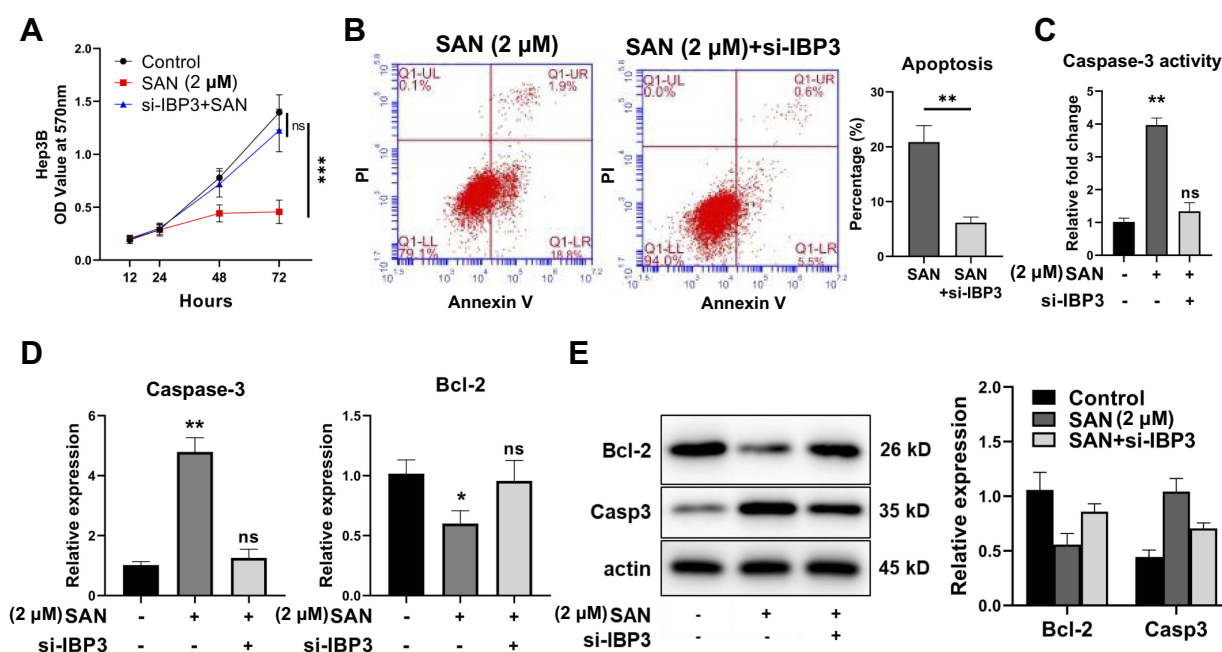 A
Control
SAN (2 µM)
si-IBP3+SAN
Hep3B
OD Value at 570nm
2.0
1.5
1.0
0.5
0.0
12 24 48 72
Hours
ns
***
B
SAN (2 µM)
Q1-UL
0.1%
Q1-UR
1.9%
Q1-LL
79.1%
Q1-LR
18.8%
PI
Annexin V
SAN (2 µM)+si-IBP3
Q1-UL
0.0%
Q1-UR
0.6%
Q1-LL
94.0%
Q1-LR
5.5%
PI
Annexin V
Apoptosis
**
Percentage (%)
30
20
10
0
SAN
SAN
+si-IBP3
C
Caspase-3 activity
Relative fold change
5
4
3
2
1
0
**
ns
(2 µM) SAN - + +
si-IBP3 - - +
D
Caspase-3
Relative expression
6
4
2
0
**
ns
(2 µM) SAN - + +
si-IBP3 - - +
Bcl-2
Relative expression
1.5
1.0
0.5
0.0
*
ns
(2 µM) SAN - + +
si-IBP3 - - +
E
Bcl-2 26 kD
Casp3 35 kD
actin 45 kD
(2 µM) SAN - + +
si-IBP3 - - +
Control
SAN (2 µM)
SAN+si-IBP3
Relative expression
2.0
1.5
1.0
0.5
0.0
Bcl-2 Casp3